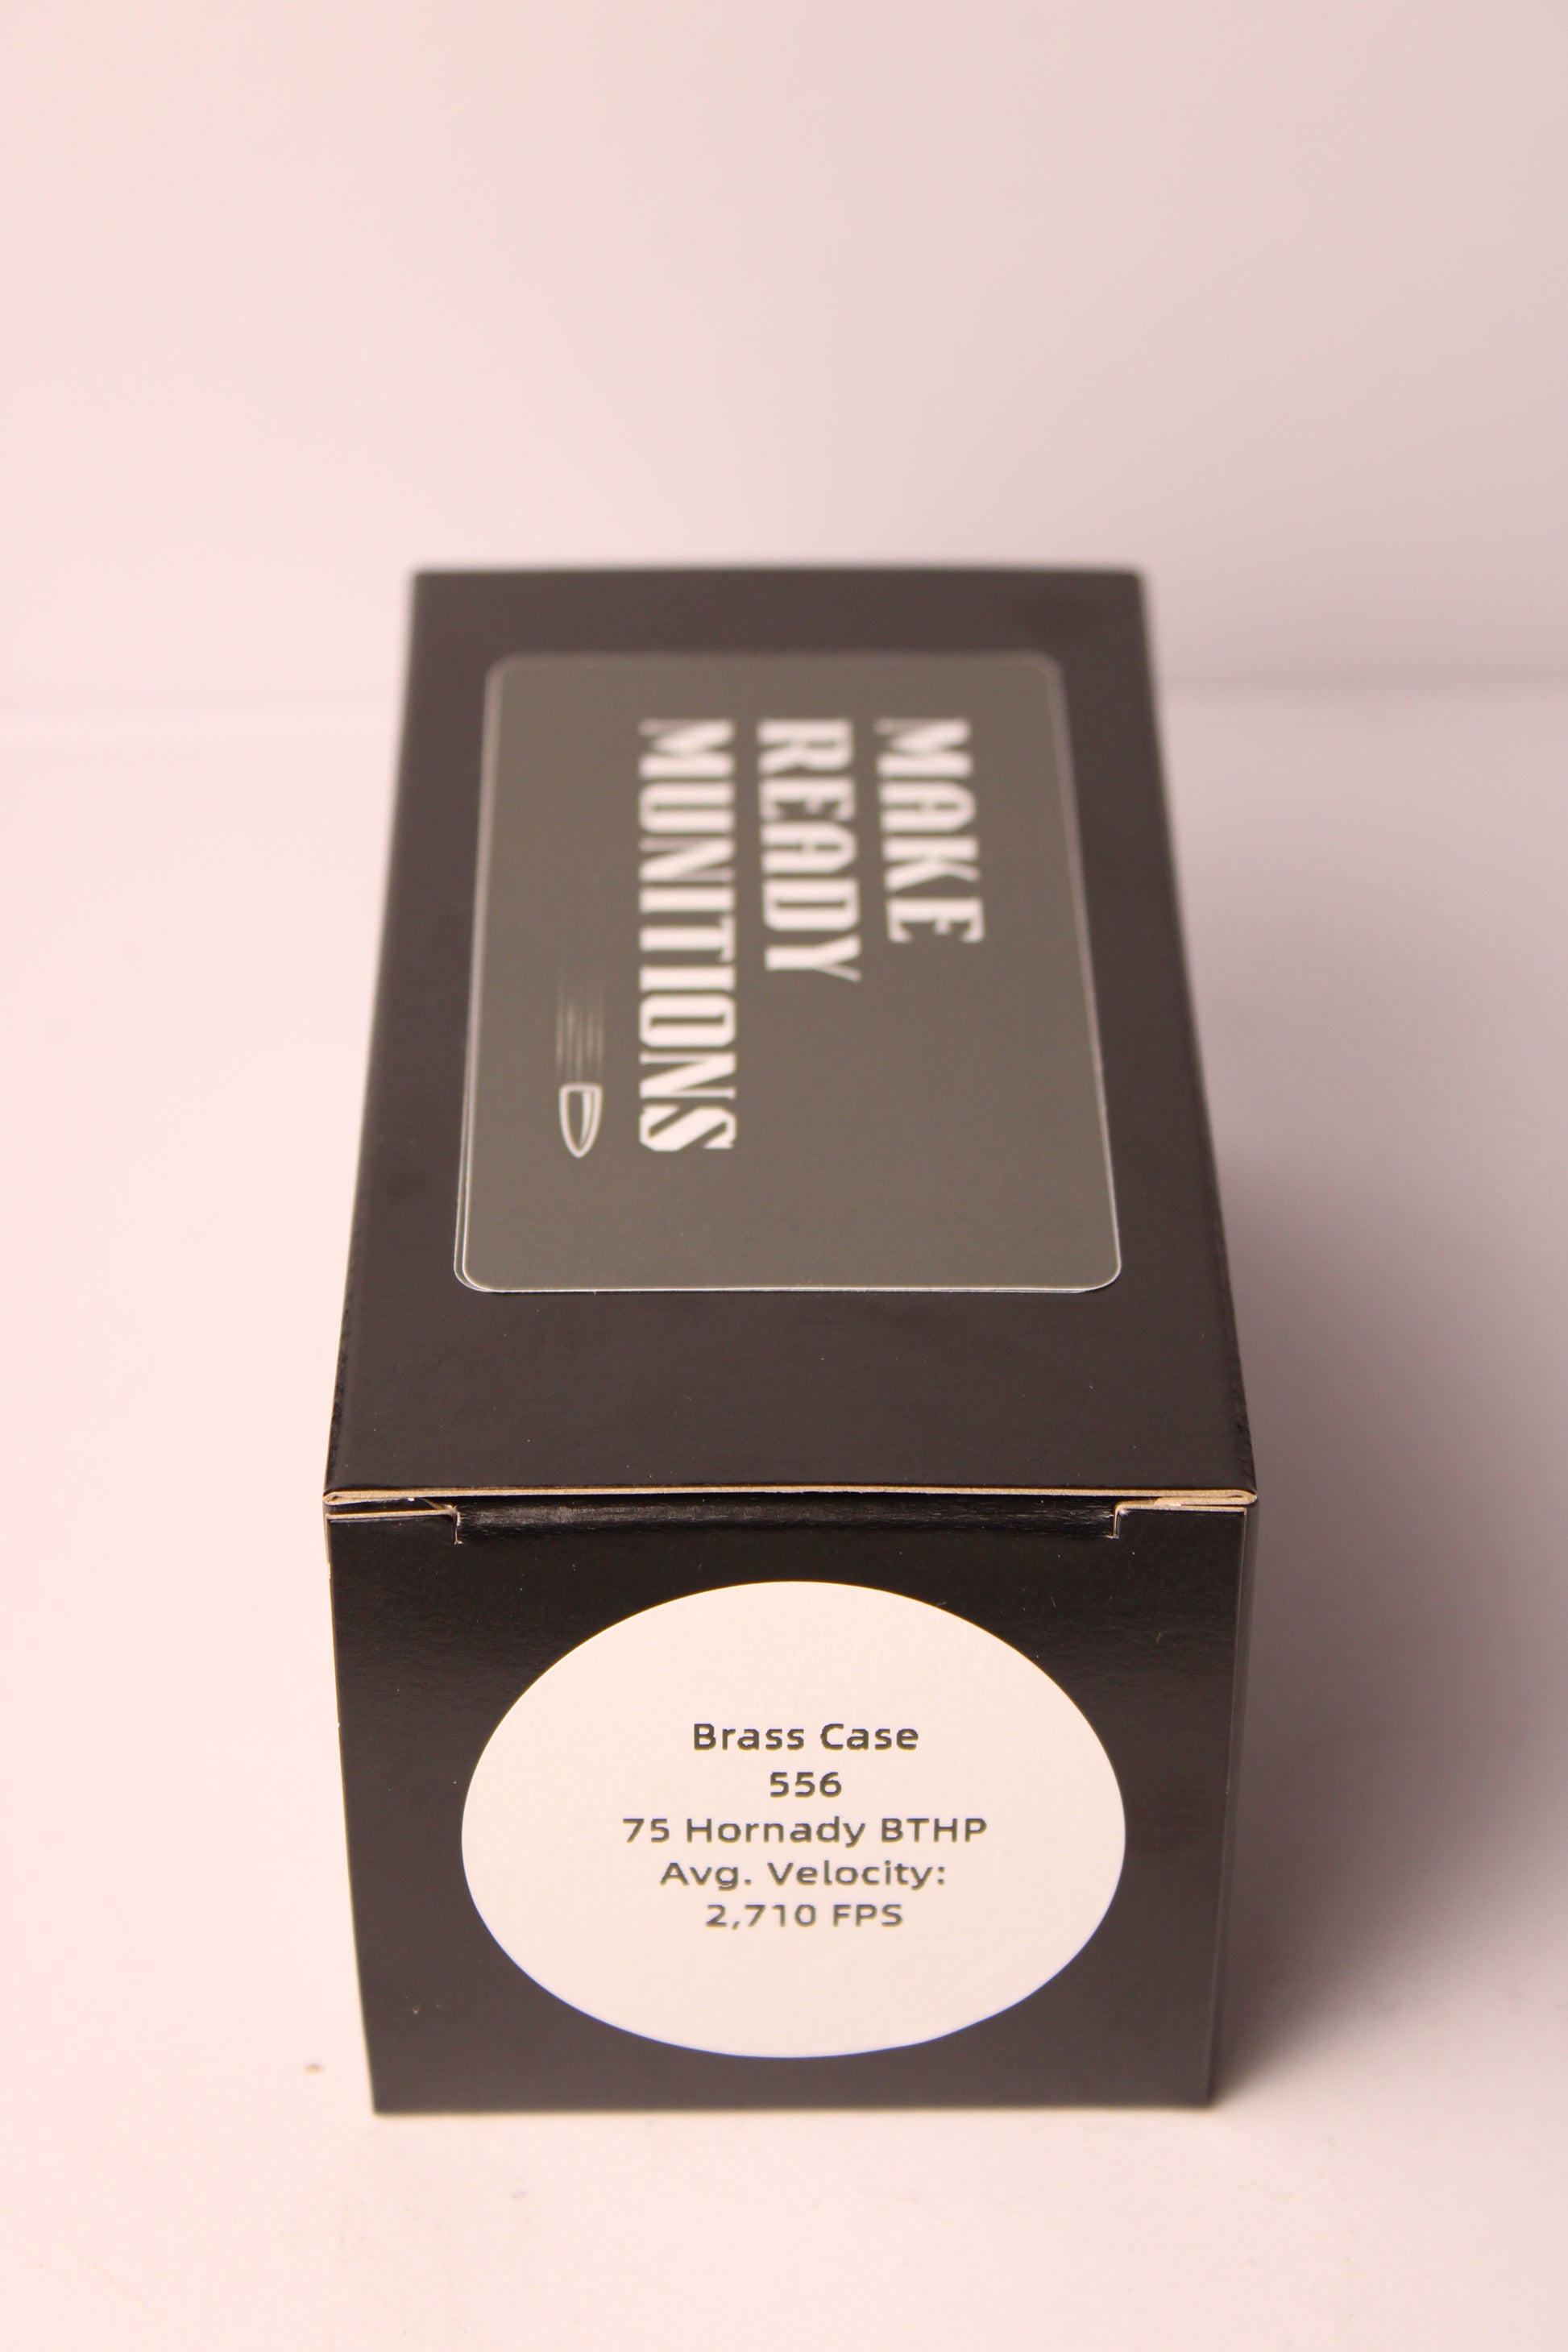 MAKE
READY
MUNITIONS
Brass Case
556
75 Hornady BTHP
Avg. Velocity:
2,710 FPS